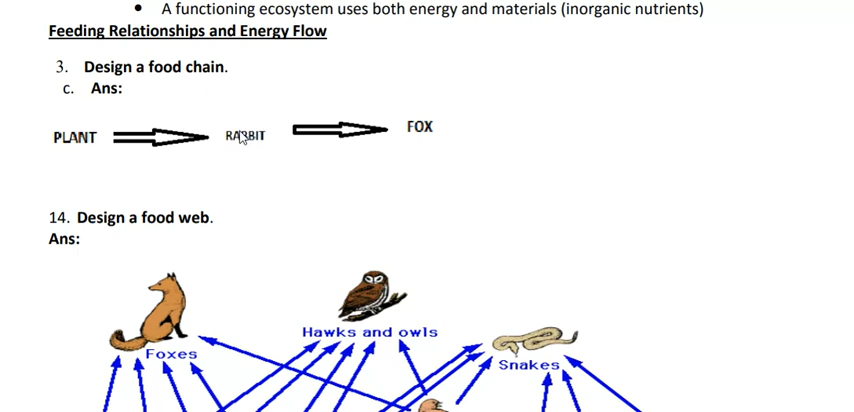 • A functioning ecosystem uses both energy and materials (inorganic nutrients)
Feeding Relationships and Energy Flow
3. Design a food chain.
c. Ans:
PLANT RABBIT FOX
14. Design a food web.
Ans:
Hawks and owls
Foxes
Snakes